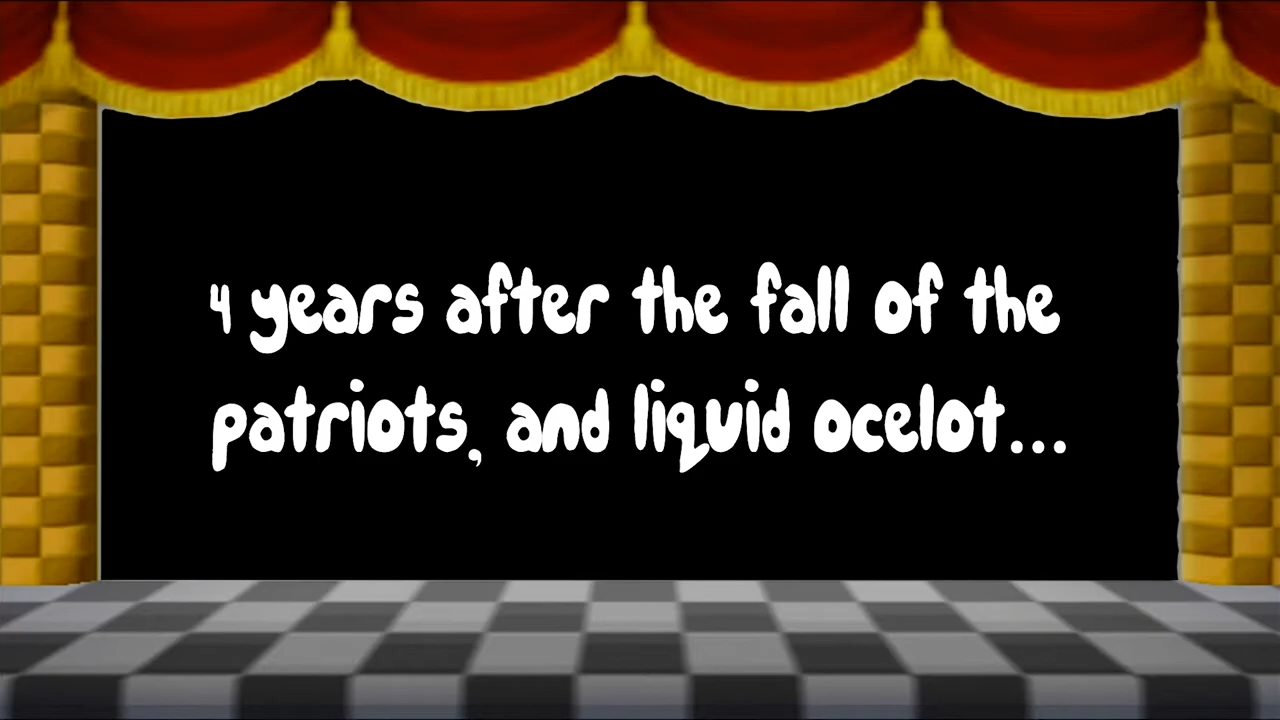 4 years after the fall of the
patriots, and liquid ocelot...